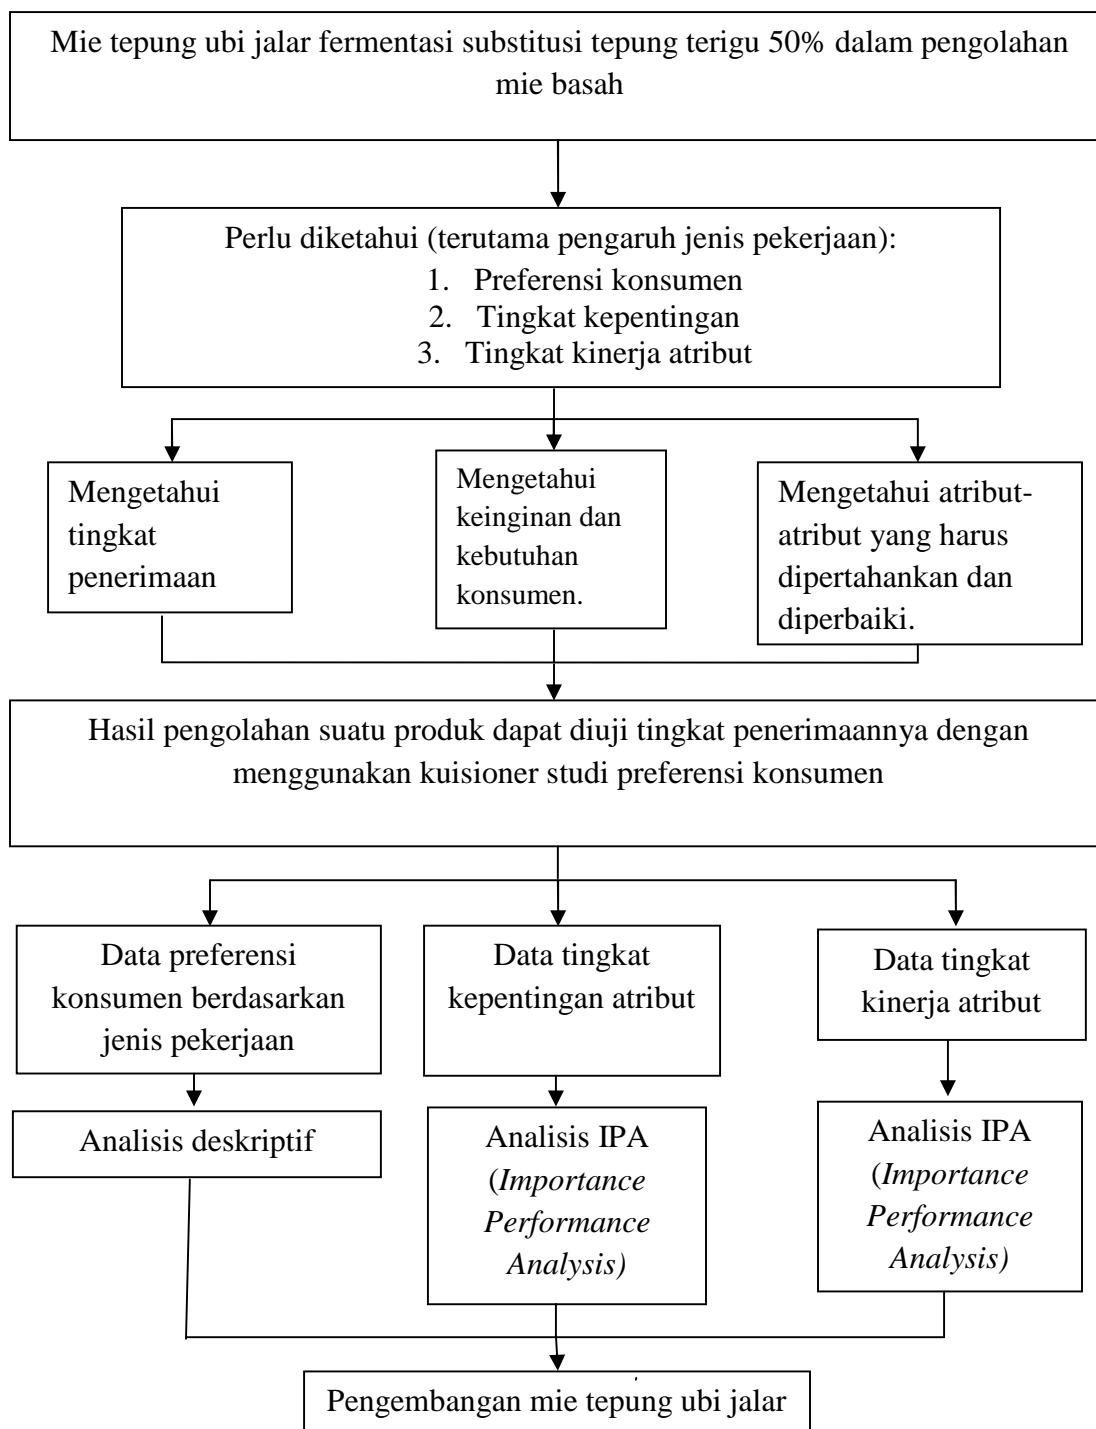 Mie tepung ubi jalar fermentasi substitusi tepung terigu 50% dalam pengolahan
mie basah
Perlu diketahui (terutama pengaruh jenis pekerjaan):
1. Preferensi konsumen
2. Tingkat kepentingan
3. Tingkat kinerja atribut
Mengetahui
tingkat
penerimaan
Mengetahui
keinginan dan
kebutuhan
konsumen.
Mengetahui atribut-
atribut yang harus
dipertahankan dan
diperbaiki.
Hasil pengolahan suatu produk dapat diuji tingkat penerimaannya dengan
menggunakan kuisioner studi preferensi konsumen
Data preferensi
konsumen berdasarkan
jenis pekerjaan
Data tingkat
kepentingan atribut
Data tingkat
kinerja atribut
Analisis deskriptif
Analisis IPA
(Importance
Performance
Analysis)
Analisis IPA
(Importance
Performance
Analysis)
Pengembangan mie tepung ubi jalar